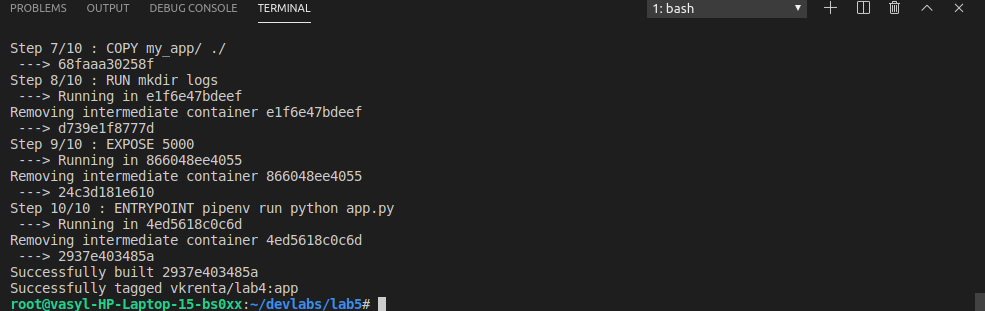 PROBLEMS OUTPUT DEBUG CONSOLE TERMINAL 1: bash
Step 7/10 : COPY my_app/ ./
 ---> 68faaa30258f
Step 8/10 : RUN mkdir logs
 ---> Running in e1f6e47bdeef
Removing intermediate container e1f6e47bdeef
 ---> d739e1f8777d
Step 9/10 : EXPOSE 5000
 ---> Running in 866048ee4055
Removing intermediate container 866048ee4055
 ---> 24c3d181e610
Step 10/10 : ENTRYPOINT pipenv run python app.py
 ---> Running in 4ed5618c0c6d
Removing intermediate container 4ed5618c0c6d
 ---> 2937e403485a
Successfully built 2937e403485a
Successfully tagged vkrenta/lab4:app
root@vasyl-HP-Laptop-15-bs0xx:~/devlabs/lab5#